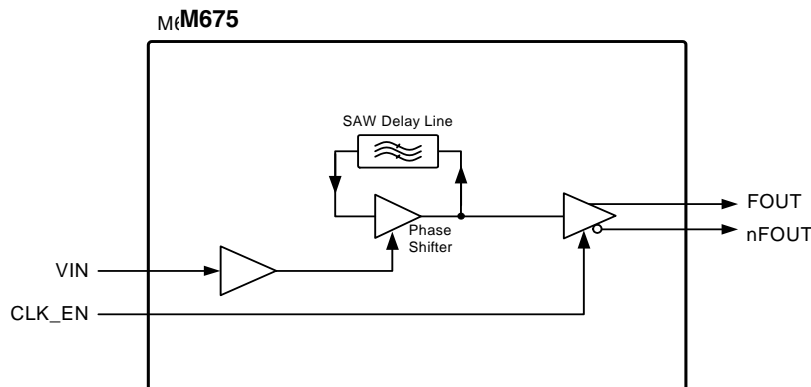 M675
SAW Delay Line
Phase
Shifter
FOUT
nFOUT
VIN
CLK_EN